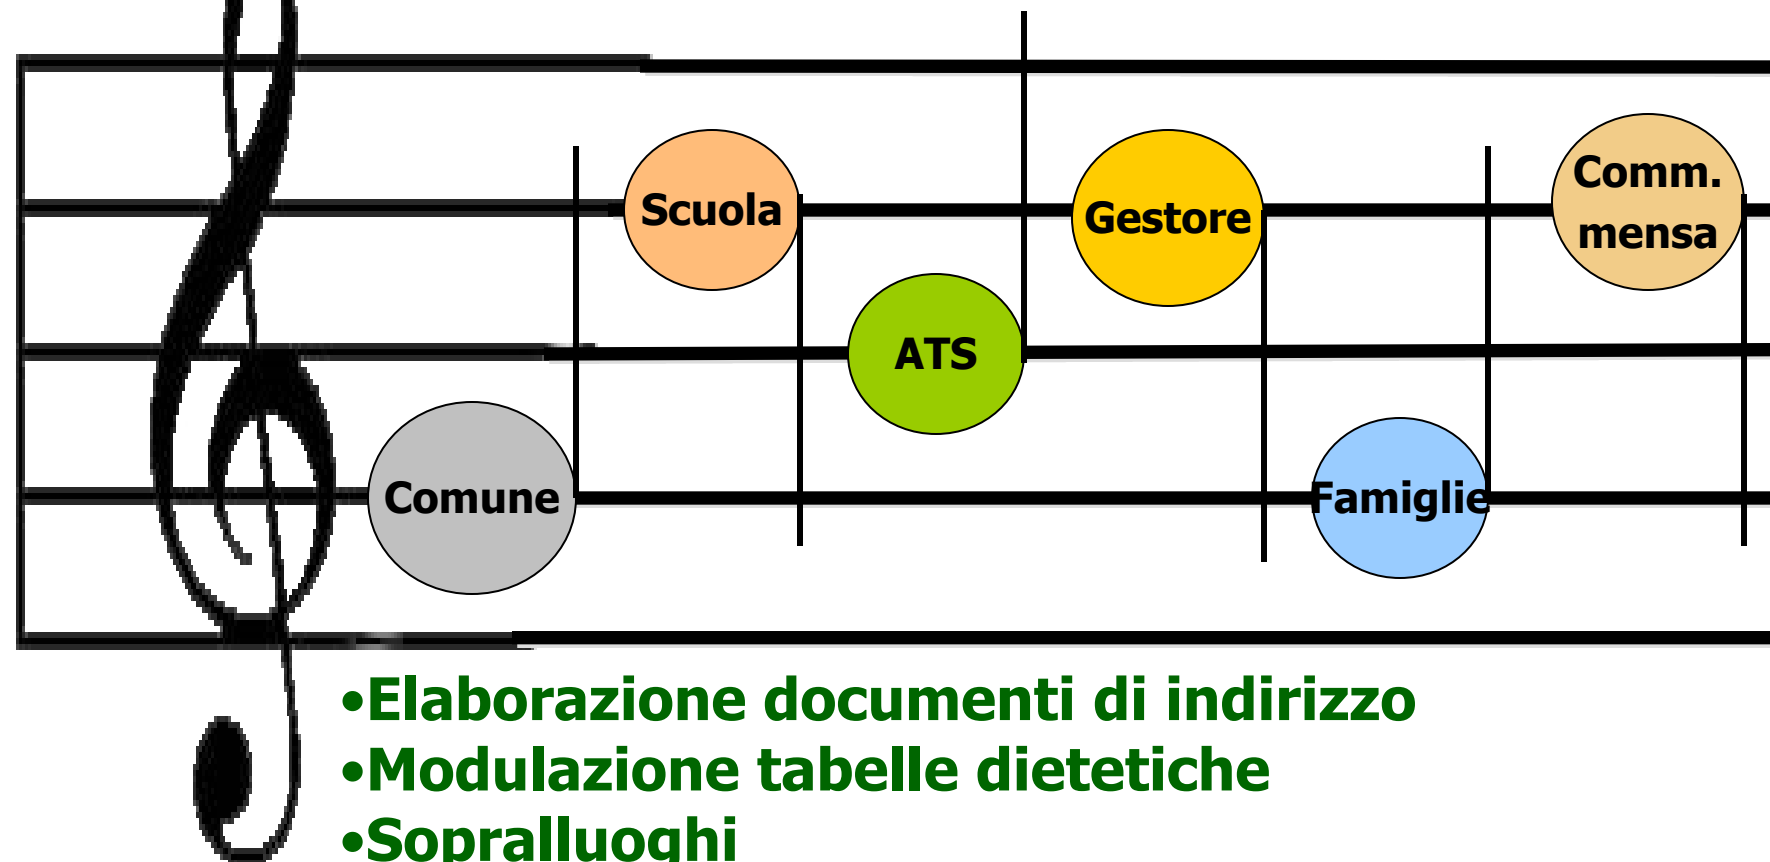 Comm.
mensa
Scuola
Gestore
ATS
Comune
Famiglie
•Elaborazione documenti di indirizzo
•Modulazione tabelle dietetiche
•Sopralluoghi